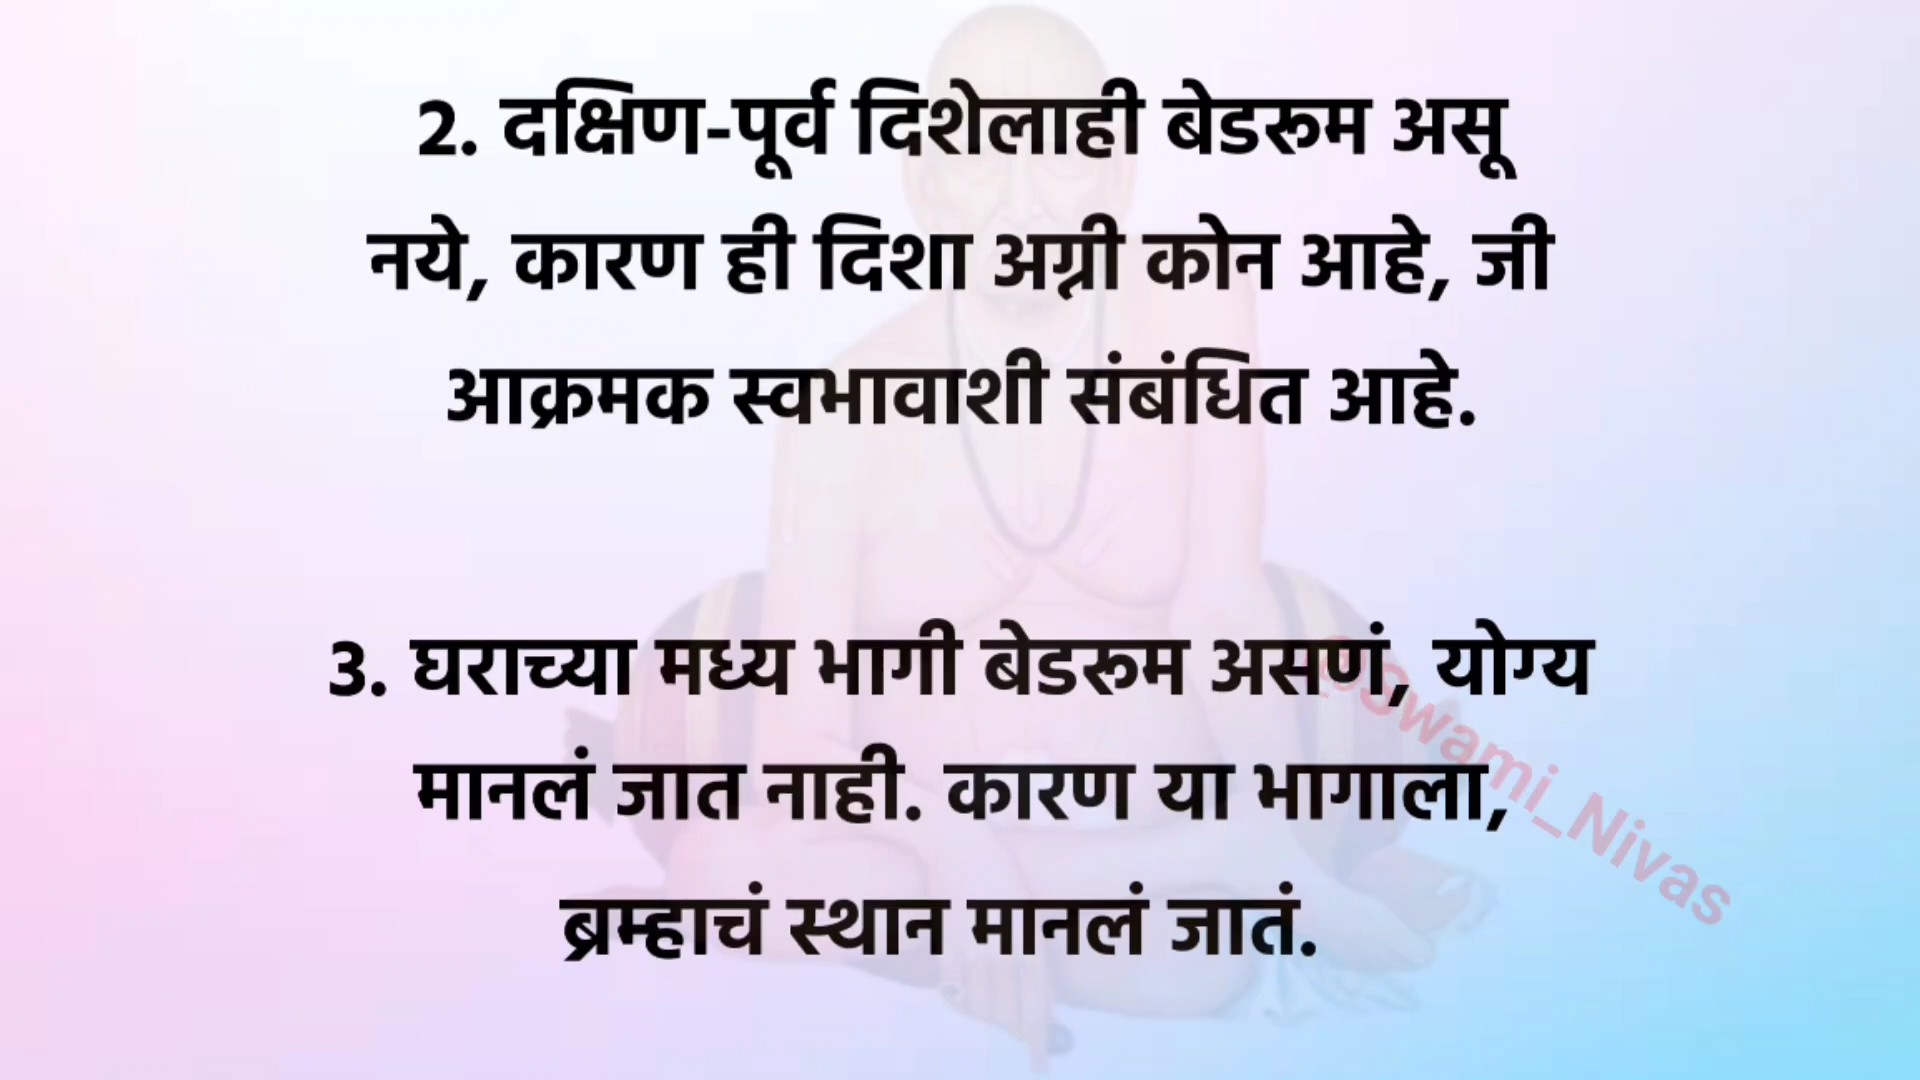 2. दक्षिण-पूर्व दिशेलाही बेडरूम असू
नये, कारण ही दिशा अग्नी कोन आहे, जी
आक्रमक स्वभावाशी संबंधित आहे.
3. घराच्या मध्य भागी बेडरूम असणं, योग्य
मानलं जात नाही. कारण या भागाला,
ब्रम्हाचं स्थान मानलं जातं.
@Swami_Nivas